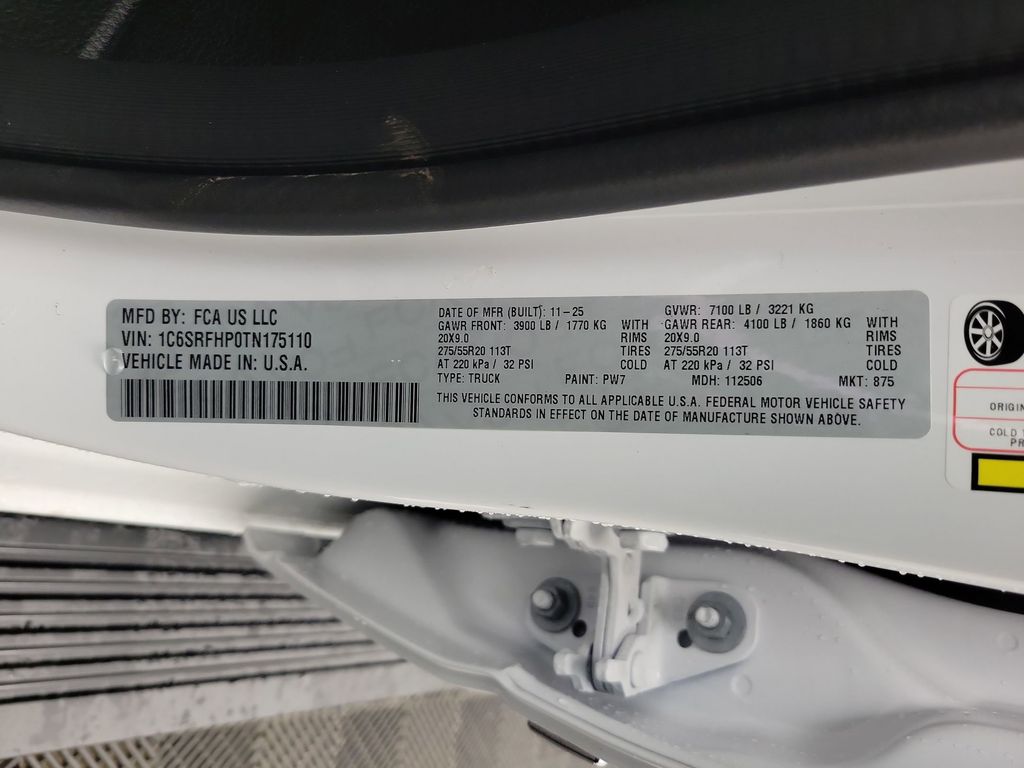 MFD BY: FCA US LLC
VIN: 1C6SRFHP0TN175110
VEHICLE MADE IN: U.S.A.
DATE OF MFR (BUILT): 11-25 GVWR: 7100 LB / 3221 KG
GAWR FRONT: 3900 LB / 1770 KG WITH GAWR REAR: 4100 LB / 1860 KG WITH
20X9.0 RIMS 20X9.0 RIMS
275/55R20 113T TIRES 275/55R20 113T TIRES
AT 220 kPa / 32 PSI COLD AT 220 kPa / 32 PSI COLD
TYPE: TRUCK PAINT: PW7 MDH: 112506 MKT: 875
THIS VEHICLE CONFORMS TO ALL APPLICABLE U.S.A. FEDERAL MOTOR VEHICLE SAFETY
STANDARDS IN EFFECT ON THE DATE OF MANUFACTURE SHOWN ABOVE.
ORIGIN
COLD
PR